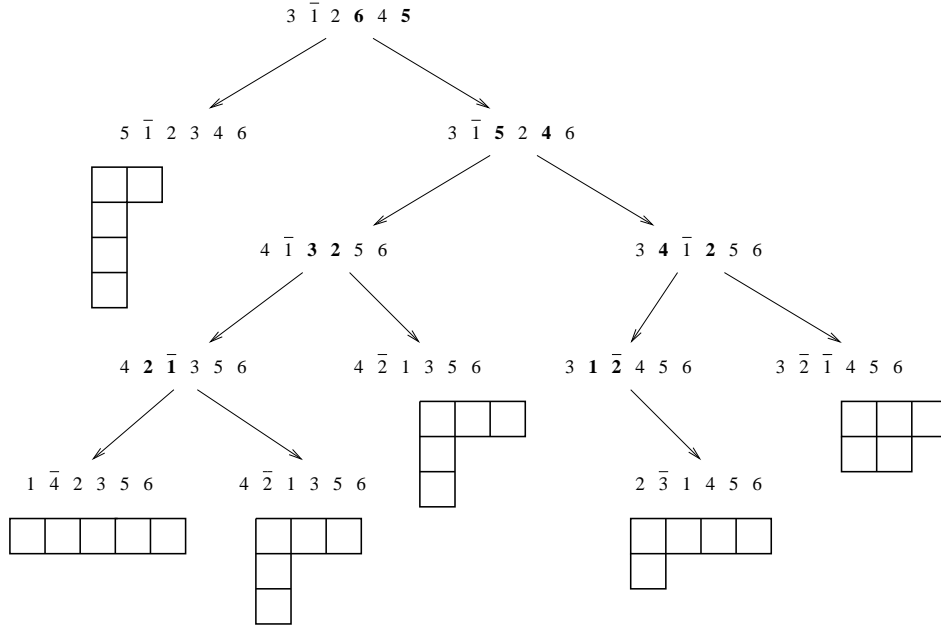 3 1̅ 2 6 4 5
5 1̅ 2 3 4 6
3 1̅ 5 2 4 6
4 1̅ 3 2 5 6
3 4 1̅ 2 5 6
4 2 1̅ 3 5 6
4 2̅ 1 3 5 6
3 1 2̅ 4 5 6
3 2̅ 1̅ 4 5 6
1 4̅ 2 3 5 6
4 2̅ 1 3 5 6
2 3̅ 1 4 5 6